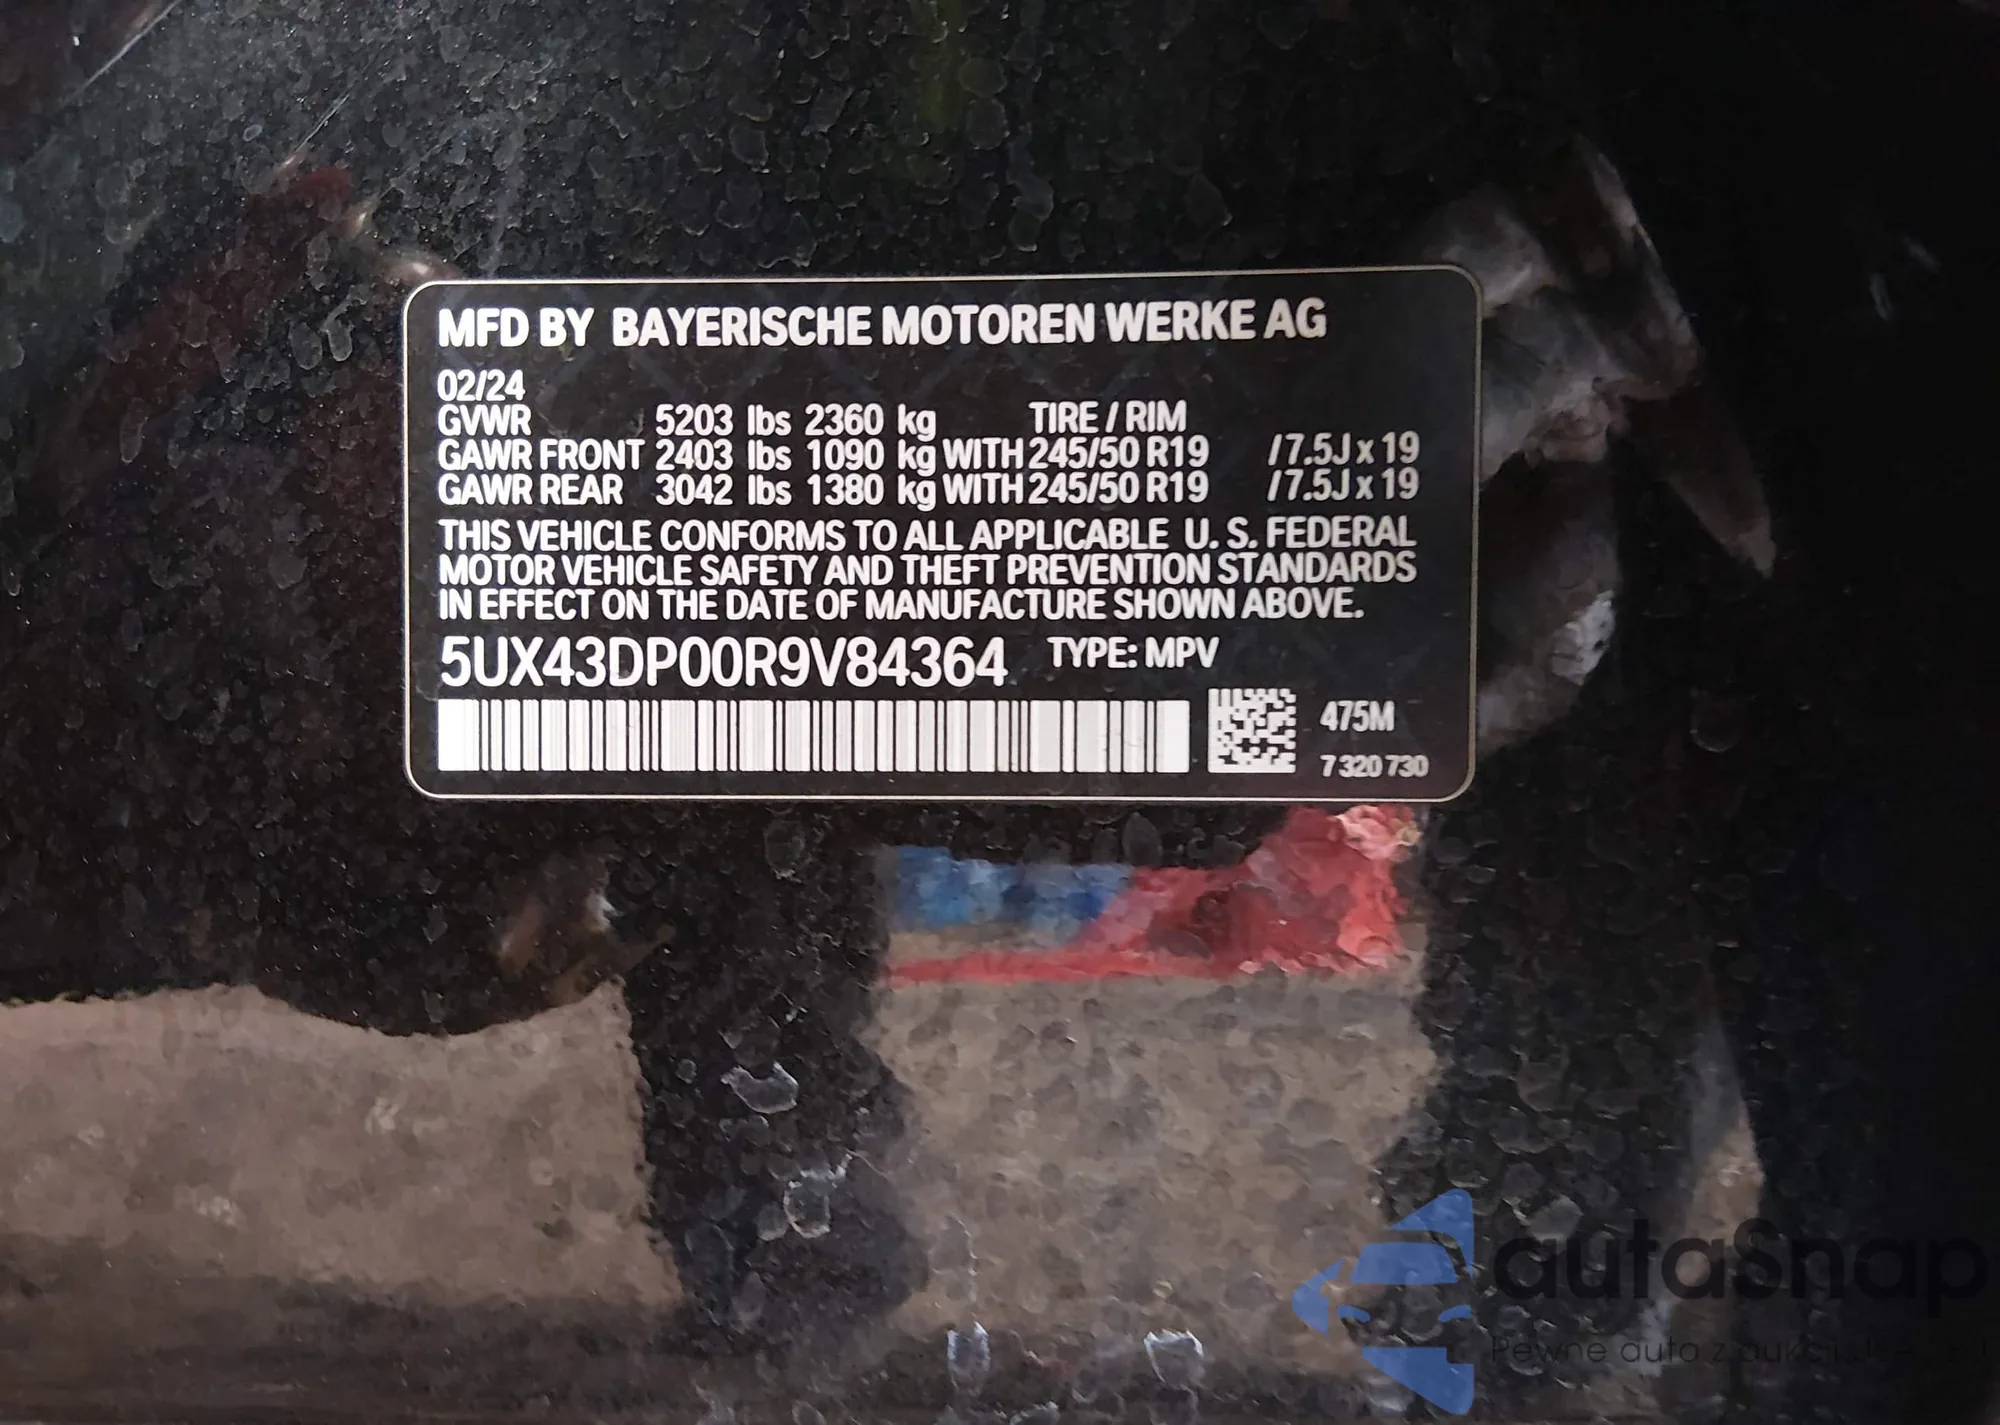 MFD BY BAYERISCHE MOTOREN WERKE AG
02/24
GVWR 5203 lbs 2360 kg TIRE / RIM
GAWR FRONT 2403 lbs 1090 kg WITH 245/50 R19 /7.5J x 19
GAWR REAR 3042 lbs 1380 kg WITH 245/50 R19 /7.5J x 19
THIS VEHICLE CONFORMS TO ALL APPLICABLE U. S. FEDERAL
MOTOR VEHICLE SAFETY AND THEFT PREVENTION STANDARDS
IN EFFECT ON THE DATE OF MANUFACTURE SHOWN ABOVE.
5UX43DP00R9V84364 TYPE: MPV
475M
7 320 730
autaSnap
Pewne auta z aukcji